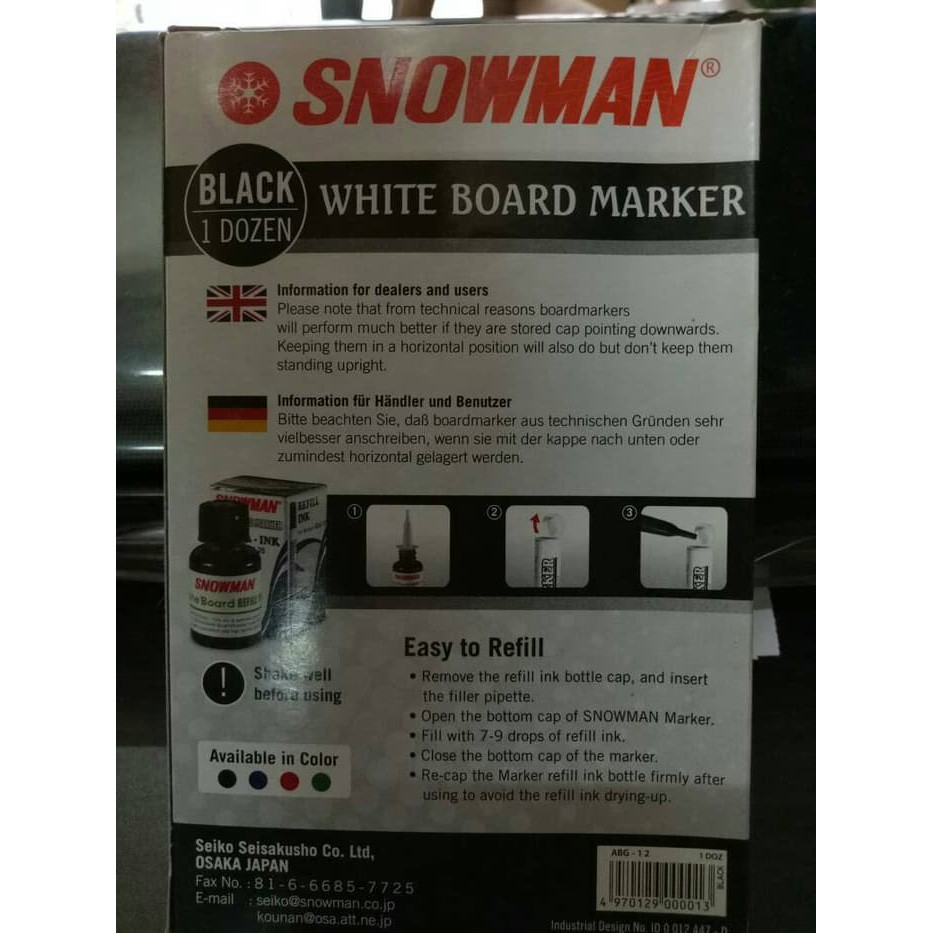 SNOWMAN®
BLACK
1 DOZEN
WHITE BOARD MARKER
Information for dealers and users
Please note that from technical reasons boardmarkers
will perform much better if they are stored cap pointing downwards.
Keeping them in a horizontal position will also do but don't keep them
standing upright.
Information für Händler und Benutzer
Bitte beachten Sie, daß boardmarker aus technischen Gründen sehr
vielbesser anschreiben, wenn sie mit der kappe nach unten oder
zumindest horizontal gelagert werden.
SNOWMAN
REFILL
INK
- INK
SNOWMAN
Board REFILL
1
2
3
Easy to Refill
• Remove the refill ink bottle cap, and insert
the filler pipette.
• Open the bottom cap of SNOWMAN Marker.
• Fill with 7-9 drops of refill ink.
• Close the bottom cap of the marker.
• Re-cap the Marker refill ink bottle firmly after
using to avoid the refill ink drying-up.
! Shake well
before using
Available in Color
Seiko Seisakusho Co. Ltd,
OSAKA JAPAN
Fax No. : 81-6-6685-7725
E-mail : seiko@snowman.co.jp
kounan@osa.att.ne.jp
ABG - 12
1 DOZ
BLACK
4 970129 000013
Industrial Design No. ID 0 012 447 - D